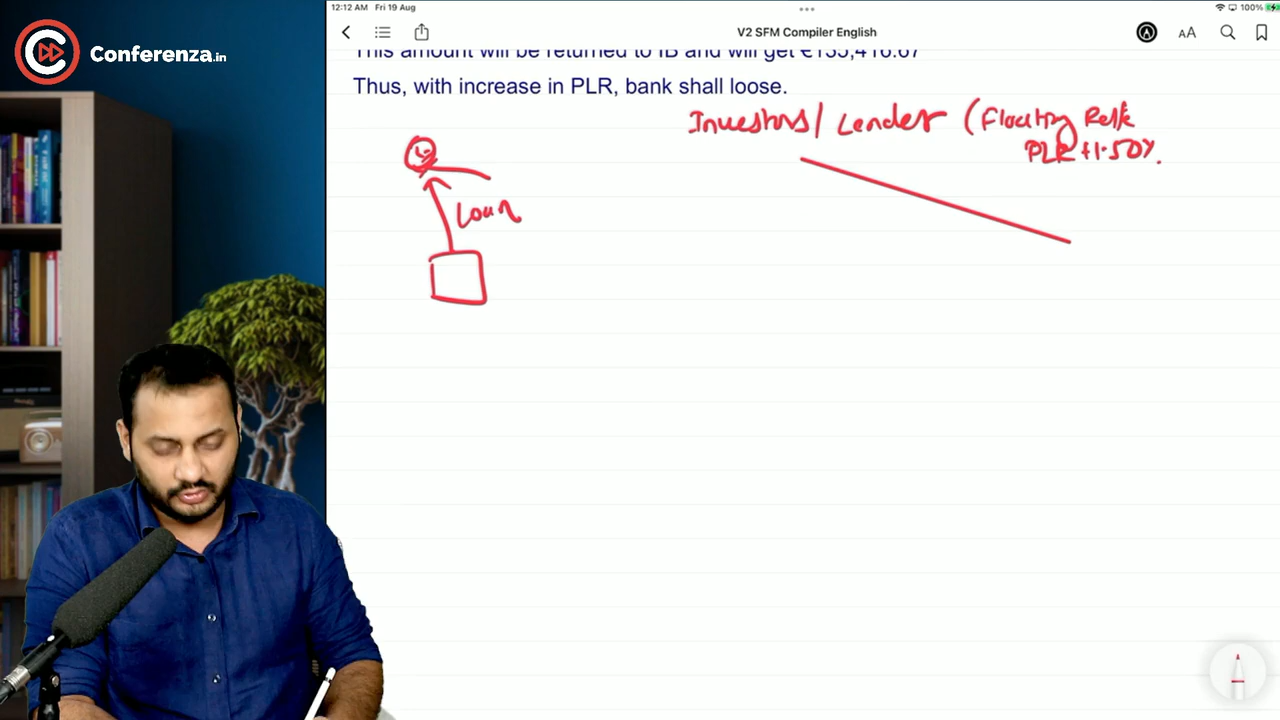 12:12 AM Fri 19 Aug
100%
Conferenza.in
V2 SFM Compiler English
AA
This amount will be returned to IB and will get €135,416.67
Thus, with increase in PLR, bank shall loose.
Investors / Lender (Floating Rate
PLR +1.50%.
Loan